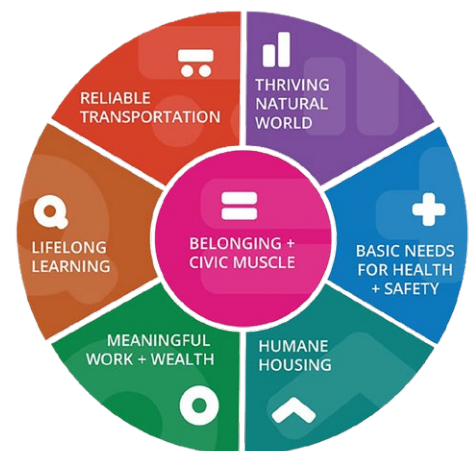 RELIABLE
TRANSPORTATION
THRIVING
NATURAL
WORLD
LIFELONG
LEARNING
BELONGING +
CIVIC MUSCLE
BASIC NEEDS
FOR HEALTH
+ SAFETY
MEANINGFUL
WORK + WEALTH
HUMANE
HOUSING